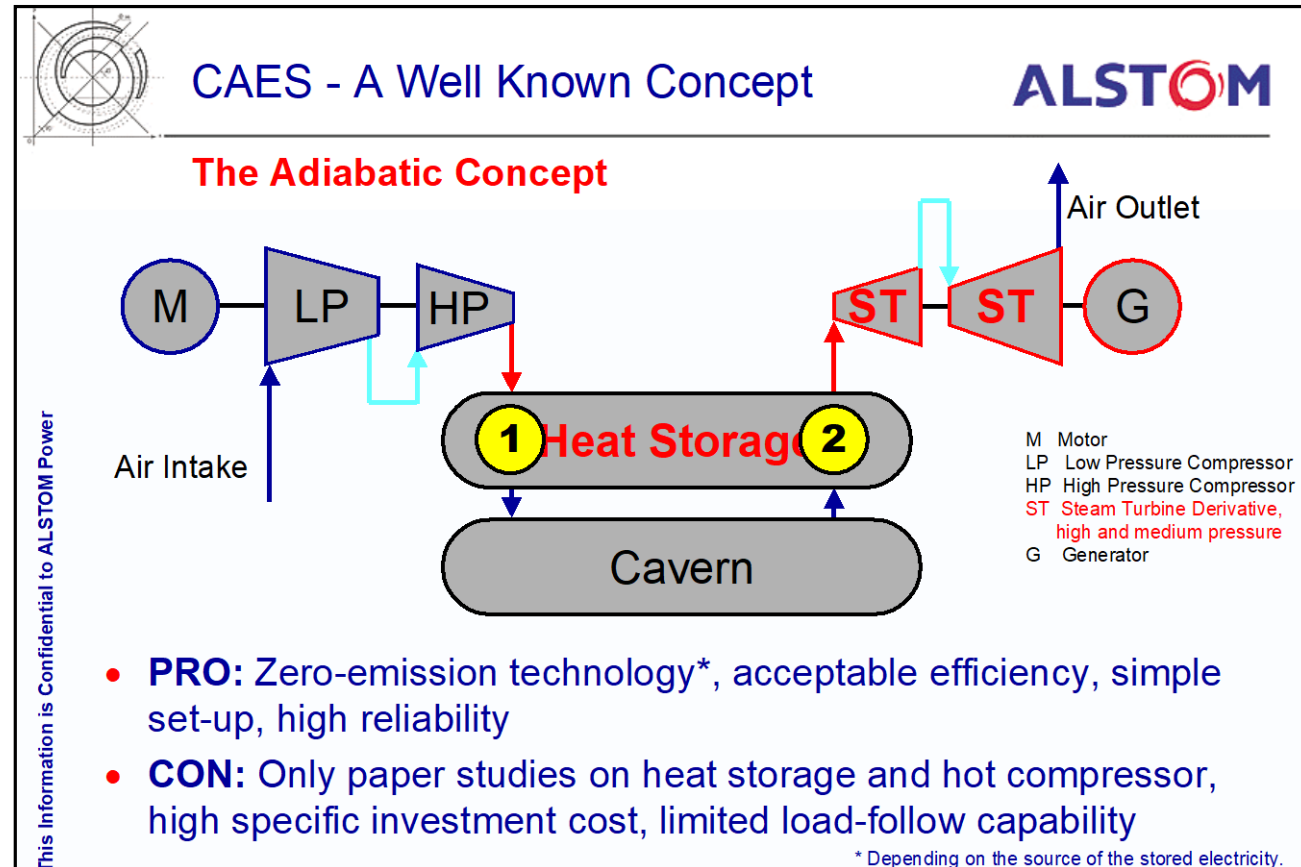 CAES - A Well Known Concept
ALSTOM
The Adiabatic Concept
Air Outlet
M
LP
HP
ST
ST
G
Air Intake
1
Heat Storage
2
Cavern
M Motor
LP Low Pressure Compressor
HP High Pressure Compressor
ST Steam Turbine Derivative,
high and medium pressure
G Generator
• PRO: Zero-emission technology*, acceptable efficiency, simple
set-up, high reliability
• CON: Only paper studies on heat storage and hot compressor,
high specific investment cost, limited load-follow capability
* Depending on the source of the stored electricity.
This Information is Confidential to ALSTOM Power